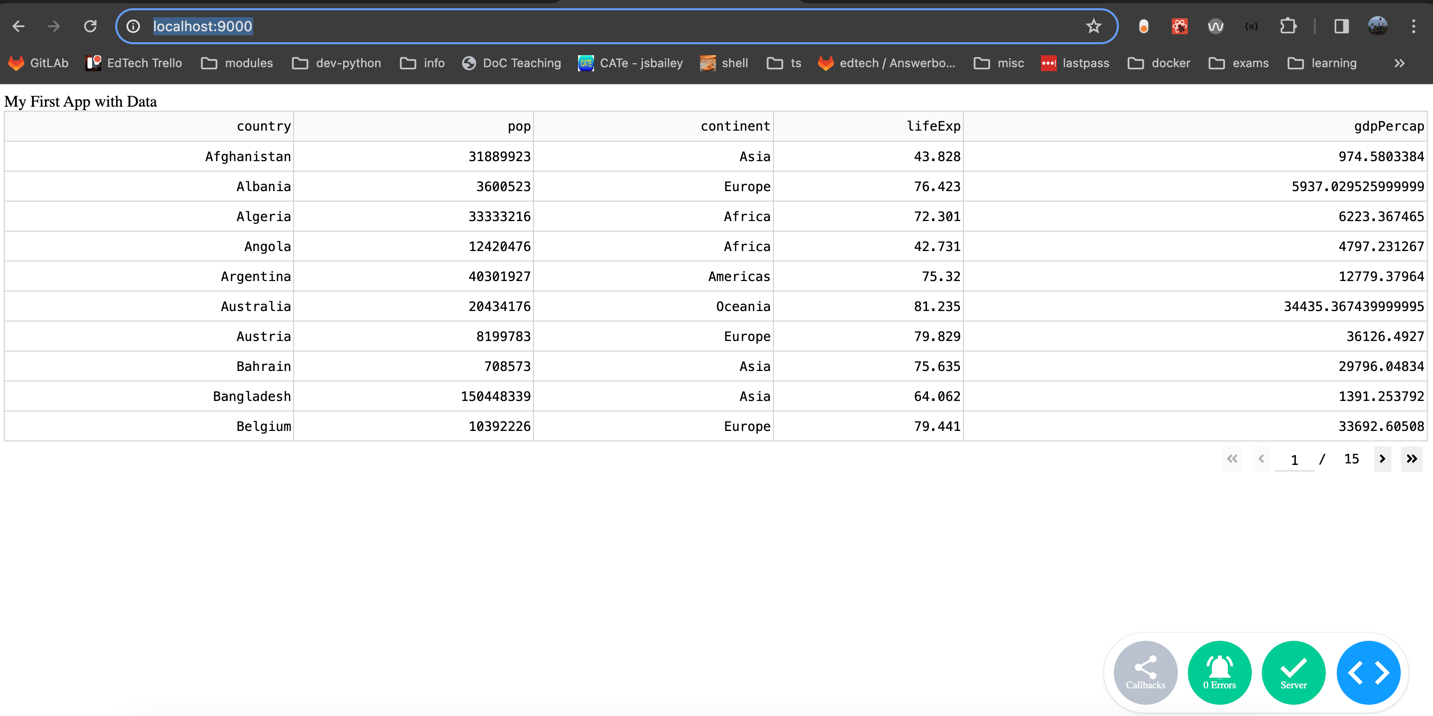 localhost:9000
GitLAb EdTech Trello modules dev-python info DoC Teaching CATe - jsbailey shell ts edtech / Answerbo... misc lastpass docker exams learning »
My First App with Data
country pop continent lifeExp gdpPercap
Afghanistan 31889923 Asia 43.828 974.5803384
Albania 3600523 Europe 76.423 5937.029525999999
Algeria 33333216 Africa 72.301 6223.367465
Angola 12420476 Africa 42.731 4797.231267
Argentina 40301927 Americas 75.32 12779.37964
Australia 20434176 Oceania 81.235 34435.367439999995
Austria 8199783 Europe 79.829 36126.4927
Bahrain 708573 Asia 75.635 29796.04834
Bangladesh 150448339 Asia 64.062 1391.253792
Belgium 10392226 Europe 79.441 33692.60508
« ‹ 1 / 15 › »
Callbacks 0 Errors Server